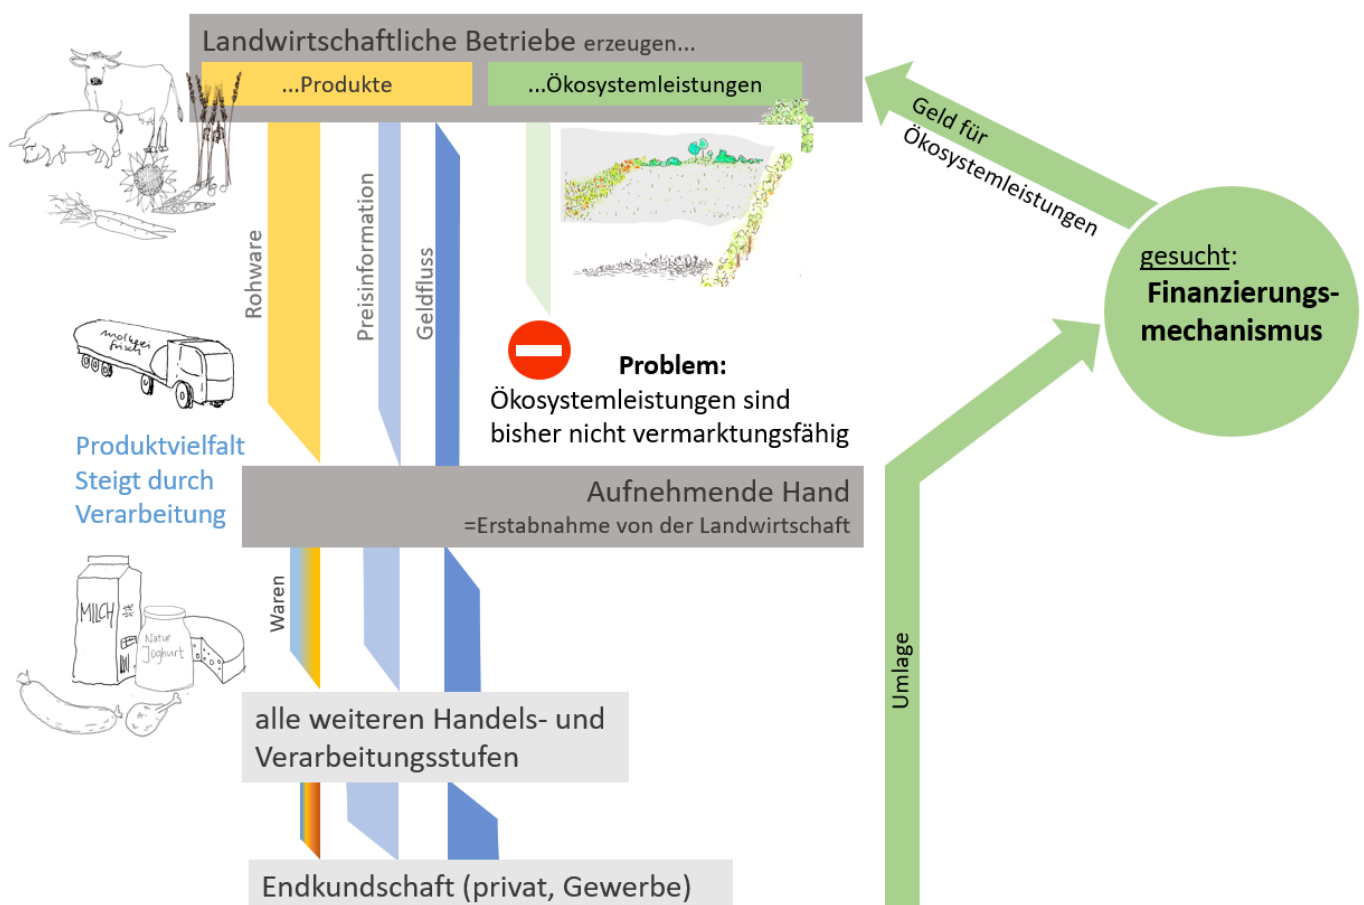 Landwirtschaftliche Betriebe erzeugen...
...Produkte
...Ökosystemleistungen
Geld für
Ökosystemleistungen
gesucht:
Finanzierungs-
mechanismus
Rohware
Preisinformation
Geldfluss
molkerei
frisch
Problem:
Ökosystemleistungen sind
bisher nicht vermarktungsfähig
Produktvielfalt
Steigt durch
Verarbeitung
Aufnehmende Hand
=Erstabnahme von der Landwirtschaft
Waren
MILCH
Natur
Joghurt
Umlage
alle weiteren Handels- und
Verarbeitungsstufen
Endkundschaft (privat, Gewerbe)